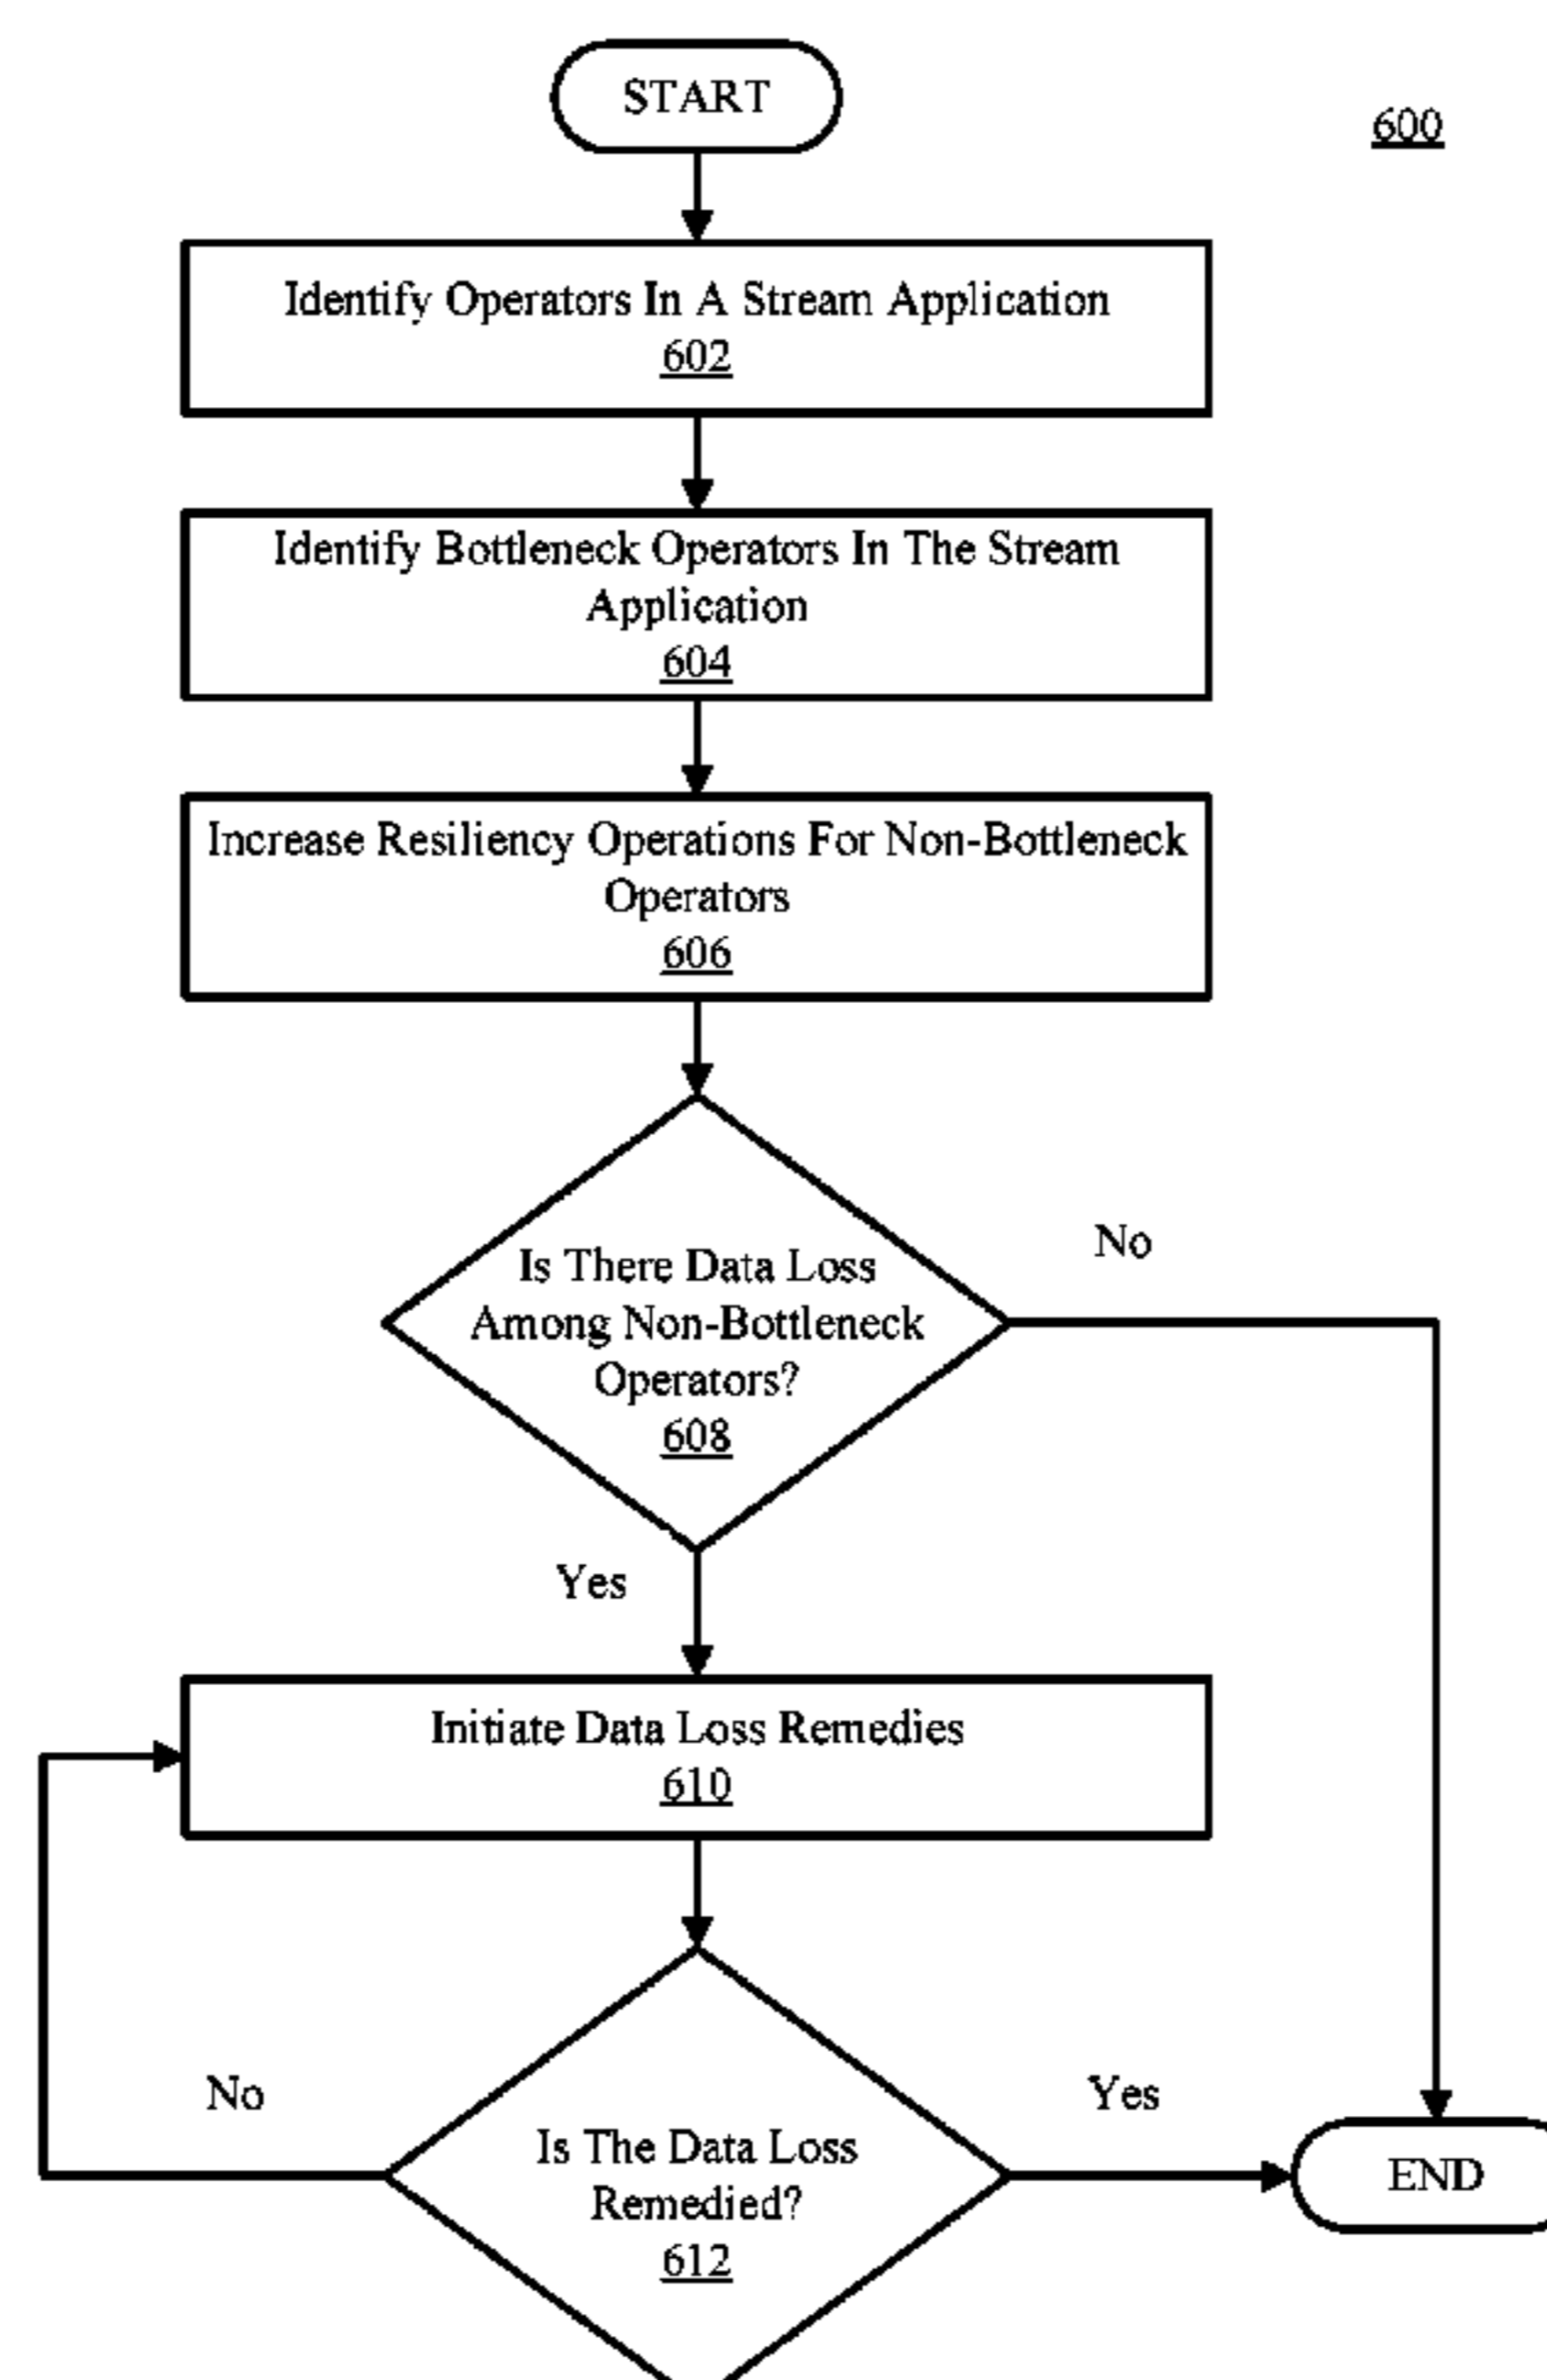 START
600
Identify Operators In A Stream Application
602
Identify Bottleneck Operators In The Stream
Application
604
Increase Resiliency Operations For Non-Bottleneck
Operators
606
No
Is There Data Loss
Among Non-Bottleneck
Operators?
608
Yes
Initiate Data Loss Remedies
610
No
Yes
Is The Data Loss
Remedied?
612
END